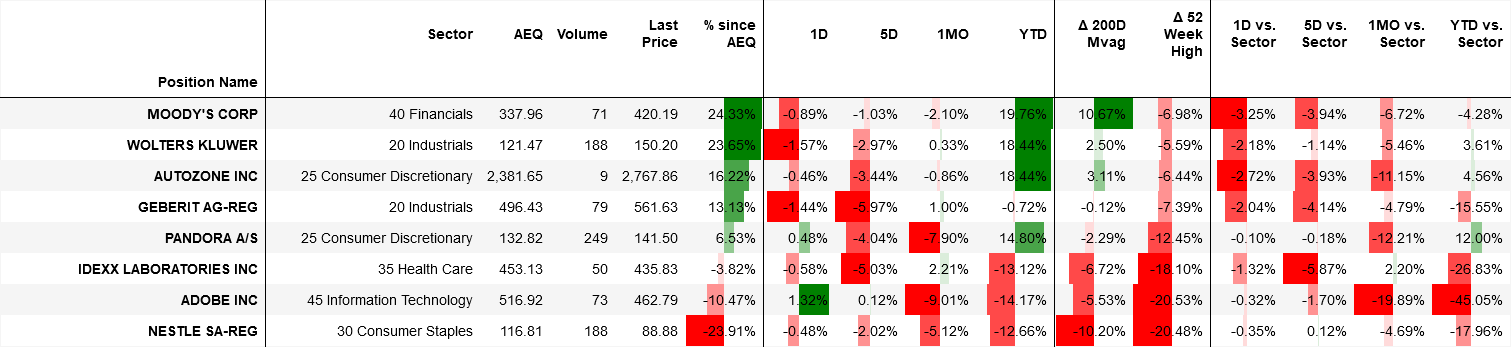 Position Name Sector AEQ Volume Last Price % since AEQ 1D 5D 1MO YTD Δ 200D Mvag Δ 52 Week High 1D vs. Sector 5D vs. Sector 1MO vs. Sector YTD vs. Sector
MOODY'S CORP 40 Financials 337.96 71 420.19 24.33% -0.89% -1.03% -2.10% 19.76% 10.67% -6.98% -3.25% -3.94% -6.72% -4.28%
WOLTERS KLUWER 20 Industrials 121.47 188 150.20 23.65% -1.57% -2.97% 0.33% 18.44% 2.50% -5.59% -2.18% -1.14% -5.46% 3.61%
AUTOZONE INC 25 Consumer Discretionary 2,381.65 9 2,767.86 16.22% -0.46% -3.44% -0.86% 18.44% 3.11% -6.44% -2.72% -3.93% -11.15% 4.56%
GEBERIT AG-REG 20 Industrials 496.43 79 561.63 13.13% -1.44% -5.97% 1.00% -0.72% -0.12% -7.39% -2.04% -4.14% -4.79% -15.55%
PANDORA A/S 25 Consumer Discretionary 132.82 249 141.50 6.53% 0.48% -4.04% -7.90% 14.80% -2.29% -12.45% -0.10% -0.18% -12.21% 12.00%
IDEXX LABORATORIES INC 35 Health Care 453.13 50 435.83 -3.82% -0.58% -5.03% 2.21% -13.12% -6.72% -18.10% -1.32% -5.87% 2.20% -26.83%
ADOBE INC 45 Information Technology 516.92 73 462.79 -10.47% 1.32% 0.12% -9.01% -14.17% -5.53% -20.53% -0.32% -1.70% -19.89% -45.05%
NESTLE SA-REG 30 Consumer Staples 116.81 188 88.88 -23.91% -0.48% -2.02% -5.12% -12.66% -10.20% -20.48% -0.35% 0.12% -4.69% -17.96%